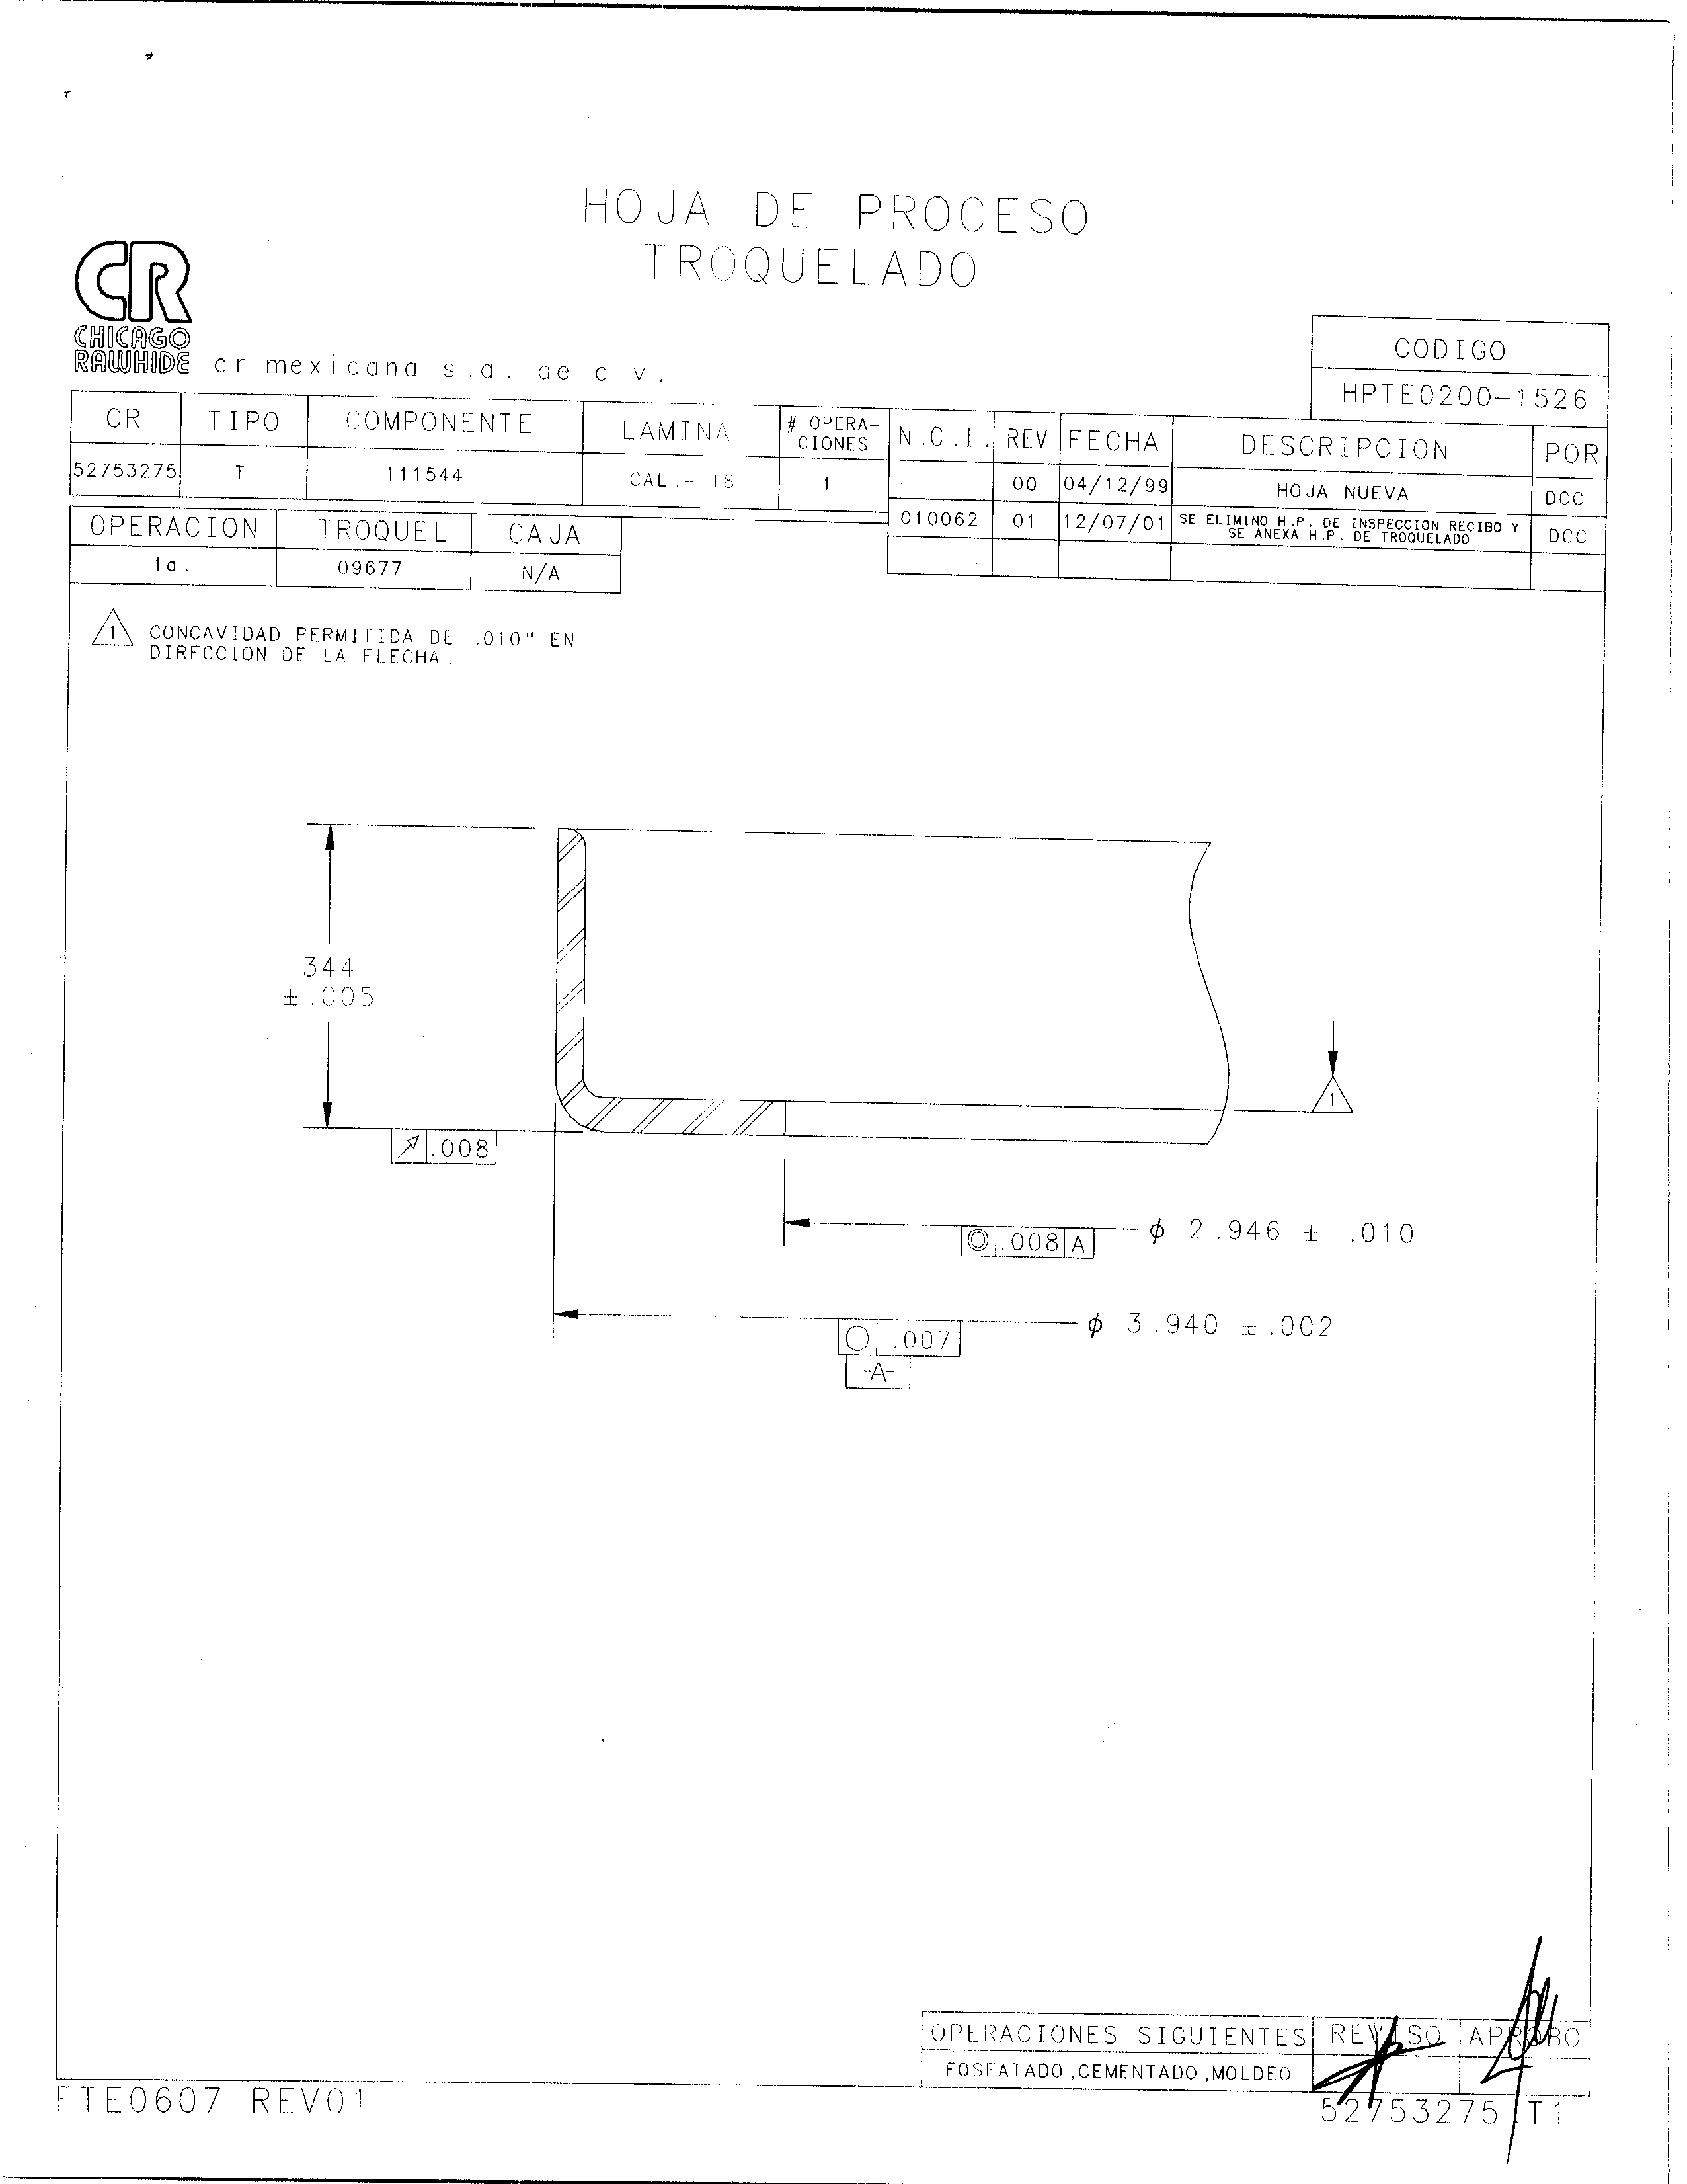 HOJA DE PROCESO
TROQUELADO
CR
CHICAGO
RAWHIDE
cr mexicana s.a. de c.v.
CODIGO
HPTE0200-1526
CR TIPO COMPONENTE LAMINA # OPERA-CIONES N.C.I. REV FECHA DESCRIPCION POR
52753275 T 111544 CAL.- 18 1 00 04/12/99 HOJA NUEVA DCC
010062 01 12/07/01 SE ELIMINO H.P. DE INSPECCION RECIBO Y
SE ANEXA H.P. DE TROQUELADO DCC
OPERACION TROQUEL CAJA
1a. 09677 N/A
1 CONCAVIDAD PERMITIDA DE .010" EN
DIRECCION DE LA FLECHA.
.344
±.005
1
.008
.008 A ϕ 2.946 ± .010
.007 ϕ 3.940 ±.002
-A-
OPERACIONES SIGUIENTES REVISO APROBO
FOSFATADO,CEMENTADO,MOLDEO
FTE0607 REV01
52753275 T1